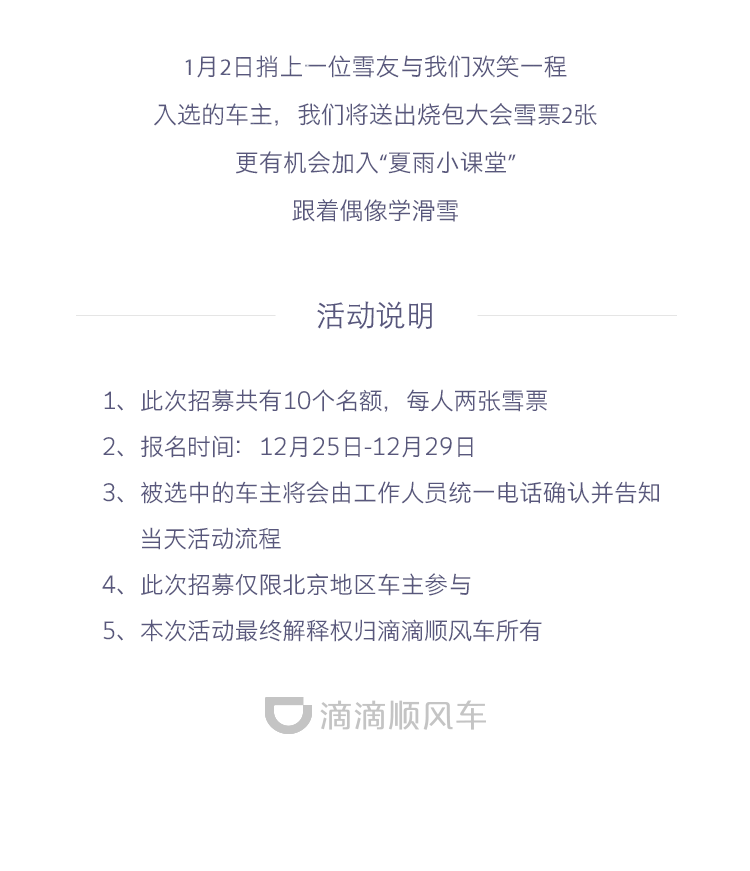 1月2日捎上一位雪友与我们欢笑一程
入选的车主，我们将送出烧包大会雪票2张
更有机会加入“夏雨小课堂”
跟着偶像学滑雪
活动说明
1、此次招募共有10个名额，每人两张雪票
2、报名时间：12月25日-12月29日
3、被选中的车主将会由工作人员统一电话确认并告知
当天活动流程
4、此次招募仅限北京地区车主参与
5、本次活动最终解释权归滴滴顺风车所有
滴滴顺风车